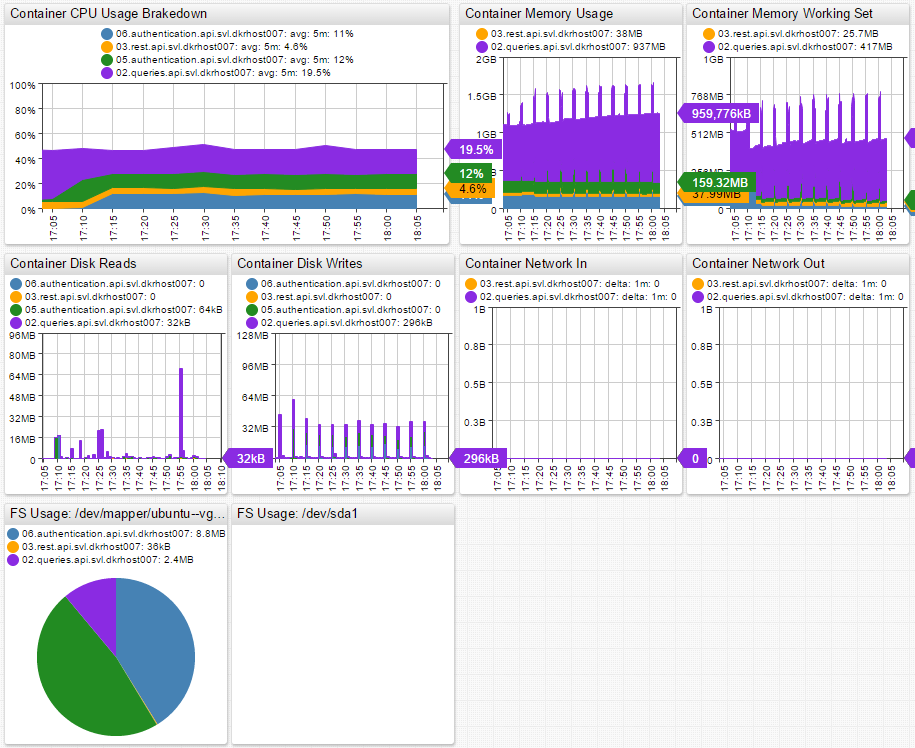 Container CPU Usage Brakedown
06.authentication.api.svl.dkrhost007: avg: 5m: 11%
03.rest.api.svl.dkrhost007: avg: 5m: 4.6%
05.authentication.api.svl.dkrhost007: avg: 5m: 12%
02.queries.api.svl.dkrhost007: avg: 5m: 19.5%
100%
80%
60%
40%
20%
0%
19.5%
12%
4.6%
17:05
17:10
17:15
17:20
17:25
17:30
17:35
17:40
17:45
17:50
17:55
18:00
18:05
Container Memory Usage
03.rest.api.svl.dkrhost007: 38MB
02.queries.api.svl.dkrhost007: 937MB
2GB
1.5GB
1GB
0
959,776kB
159.32MB
37.99MB
17:05
17:10
17:15
17:20
17:25
17:30
17:35
17:40
17:45
17:50
17:55
18:00
18:05
Container Memory Working Set
03.rest.api.svl.dkrhost007: 25.7MB
02.queries.api.svl.dkrhost007: 417MB
1GB
768MB
512MB
0
17:05
17:10
17:15
17:20
17:25
17:30
17:35
17:40
17:45
17:50
17:55
18:00
18:05
Container Disk Reads
06.authentication.api.svl.dkrhost007: 0
03.rest.api.svl.dkrhost007: 0
05.authentication.api.svl.dkrhost007: 64kB
02.queries.api.svl.dkrhost007: 32kB
96MB
80MB
64MB
48MB
32MB
16MB
0
32kB
17:05
17:10
17:15
17:20
17:25
17:30
17:35
17:40
17:45
17:50
17:55
18:00
18:05
18:10
Container Disk Writes
06.authentication.api.svl.dkrhost007: 0
03.rest.api.svl.dkrhost007: 0
05.authentication.api.svl.dkrhost007: 0
02.queries.api.svl.dkrhost007: 296kB
128MB
96MB
64MB
32MB
296kB
17:05
17:10
17:15
17:20
17:25
17:30
17:35
17:40
17:45
17:50
17:55
18:00
18:05
Container Network In
03.rest.api.svl.dkrhost007: delta: 1m: 0
02.queries.api.svl.dkrhost007: delta: 1m: 0
1B
0.8B
0.5B
0.3B
0
17:05
17:10
17:15
17:20
17:25
17:30
17:35
17:40
17:45
17:50
17:55
18:00
18:05
Container Network Out
03.rest.api.svl.dkrhost007: delta: 1m: 0
02.queries.api.svl.dkrhost007: delta: 1m: 0
1B
0.8B
0.5B
0.3B
0
17:05
17:10
17:15
17:20
17:25
17:30
17:35
17:40
17:45
17:50
17:55
18:00
18:05
FS Usage: /dev/mapper/ubuntu--vg...
06.authentication.api.svl.dkrhost007: 8.8MB
03.rest.api.svl.dkrhost007: 36kB
02.queries.api.svl.dkrhost007: 2.4MB
FS Usage: /dev/sda1